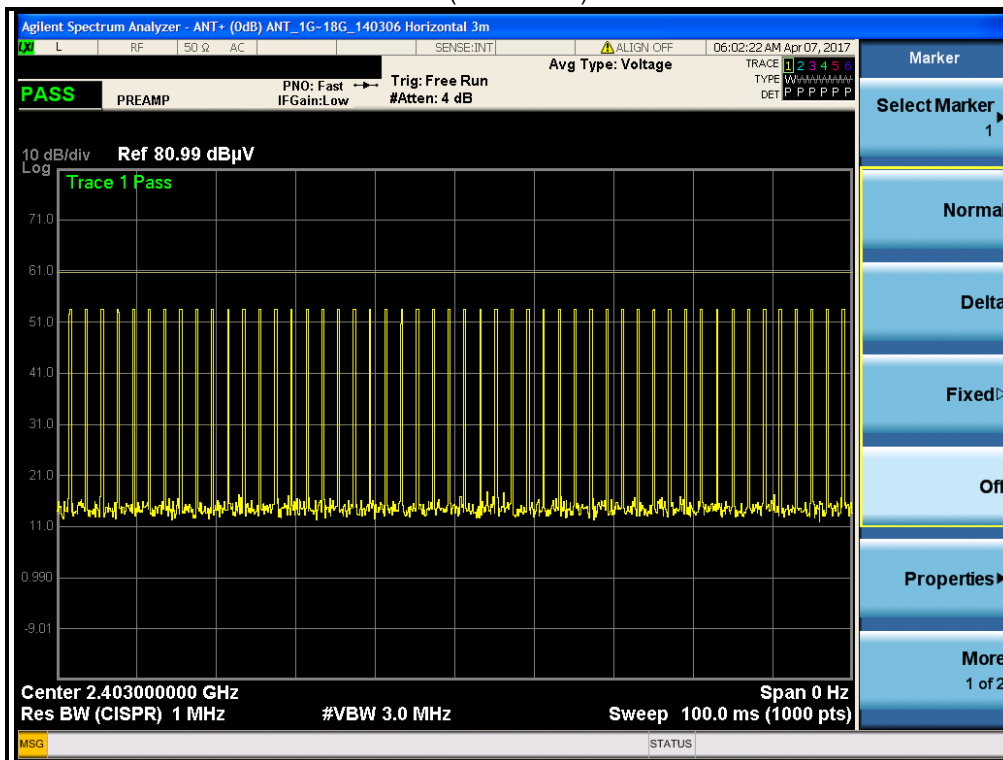 Agilent Spectrum Analyzer - ANT+ (0dB) ANT_1G~18G_140306 Horizontal 3m
LXI L RF 50 Ω AC SENSE:INT ALIGN OFF 06:02:22 AM Apr 07, 2017
Marker
Avg Type: Voltage
TRACE 1 2 3 4 5 6
TYPE
DET P P P P P P
PASS PREAMP
PNO: Fast
IFGain:Low
Trig: Free Run
#Atten: 4 dB
Select Marker
1
10 dB/div Ref 80.99 dBµV
Log
Trace 1 Pass
71.0
61.0
51.0
41.0
31.0
21.0
11.0
0.990
-9.01
Normal
Delta
Fixed
Off
Properties
More
1 of 2
Center 2.403000000 GHz Span 0 Hz
Res BW (CISPR) 1 MHz #VBW 3.0 MHz Sweep 100.0 ms (1000 pts)
MSG STATUS